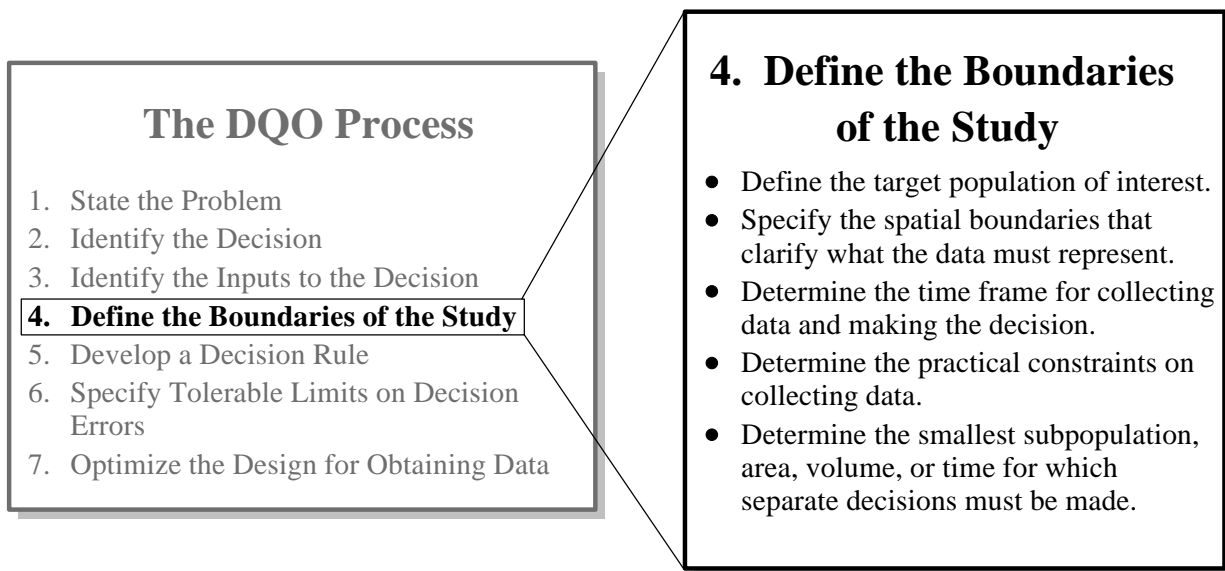 The DQO Process
1. State the Problem
2. Identify the Decision
3. Identify the Inputs to the Decision
4. Define the Boundaries of the Study
5. Develop a Decision Rule
6. Specify Tolerable Limits on Decision
Errors
7. Optimize the Design for Obtaining Data
4. Define the Boundaries
of the Study
● Define the target population of interest.
● Specify the spatial boundaries that
clarify what the data must represent.
● Determine the time frame for collecting
data and making the decision.
● Determine the practical constraints on
collecting data.
● Determine the smallest subpopulation,
area, volume, or time for which
separate decisions must be made.